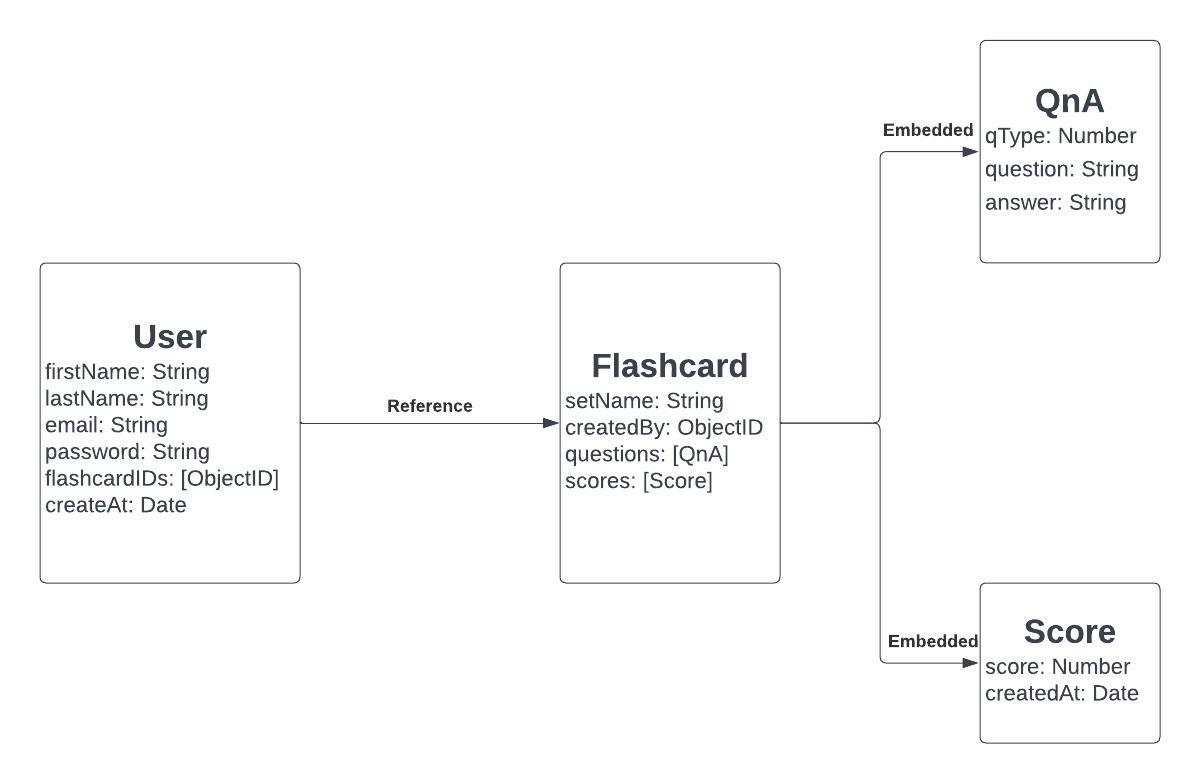 User
firstName: String
lastName: String
email: String
password: String
flashcardIDs: [ObjectID]
createAt: Date
Reference
Flashcard
setName: String
createdBy: ObjectID
questions: [QnA]
scores: [Score]
Embedded
QnA
qType: Number
question: String
answer: String
Embedded
Score
score: Number
createdAt: Date